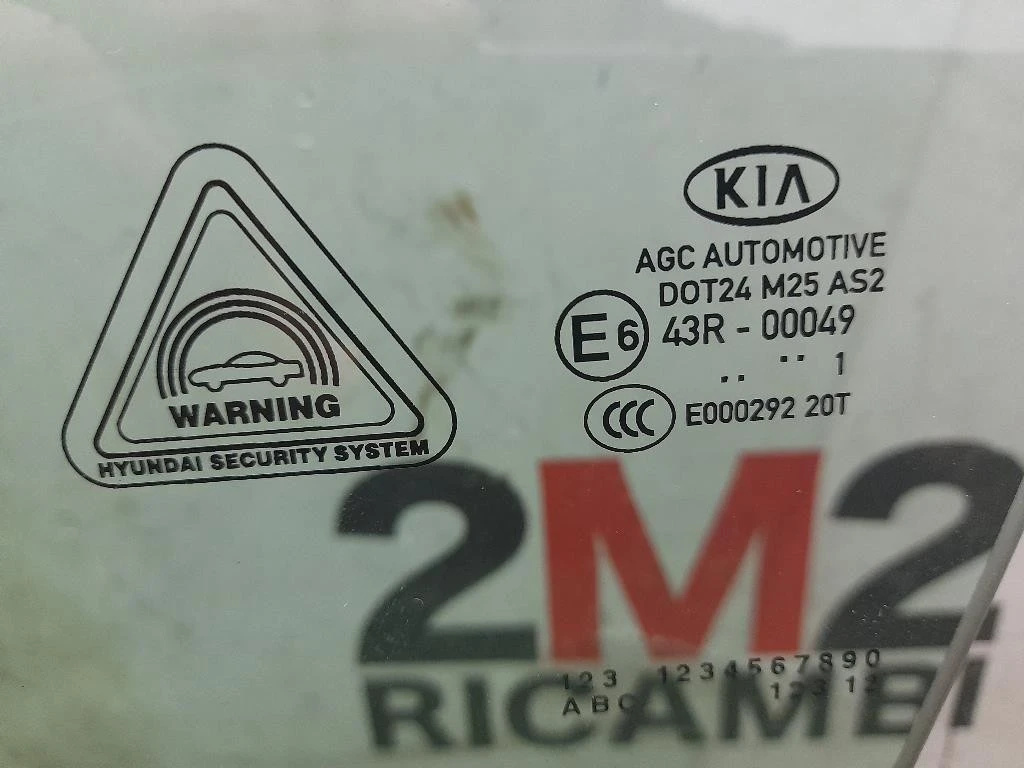 WARNING
HYUNDAI SECURITY SYSTEM
KIA
AGC AUTOMOTIVE
DOT24 M25 AS2
E6 43R - 00049
.. .. 1
CCC E000292 20T
2M2
RICAMBI
123 1234567890
ABC 123 12